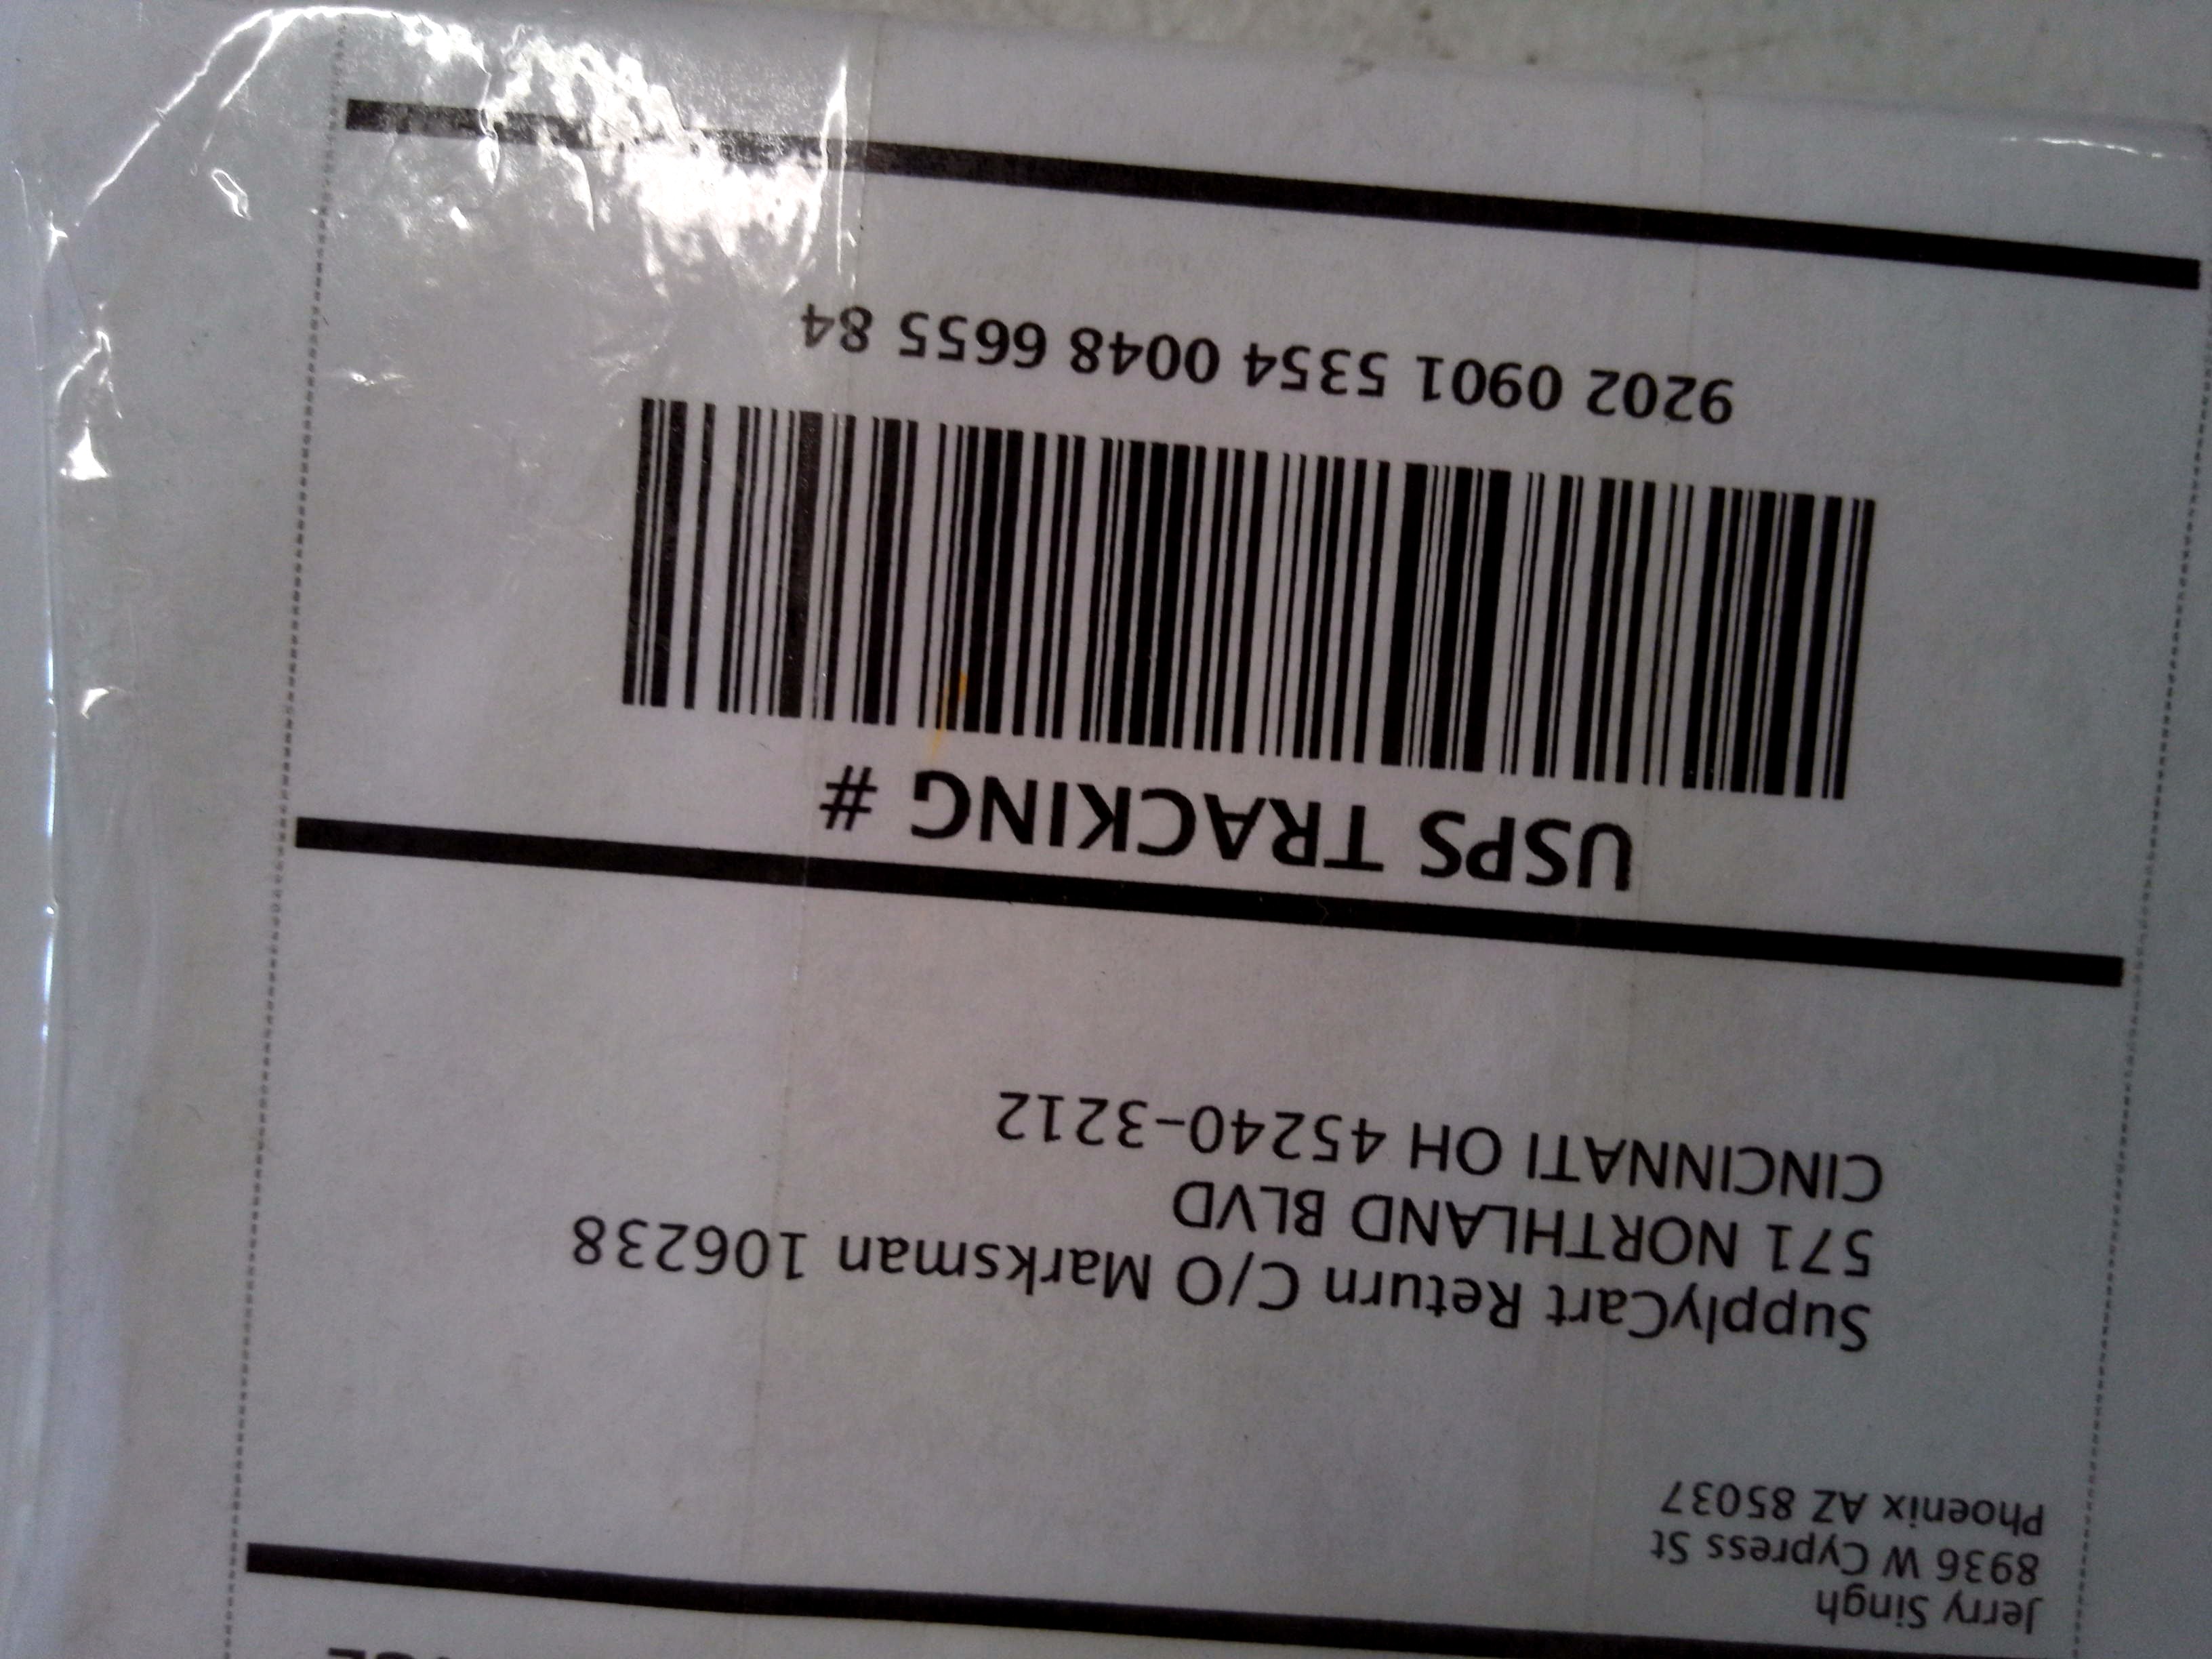 Jerry Singh
8936 W Cypress St
Phoenix AZ 85037
SupplyCart Return C/O Marksman 106238
571 NORTHLAND BLVD
CINCINNATI OH 45240-3212
USPS TRACKING #
9202 0901 5354 0048 6655 84